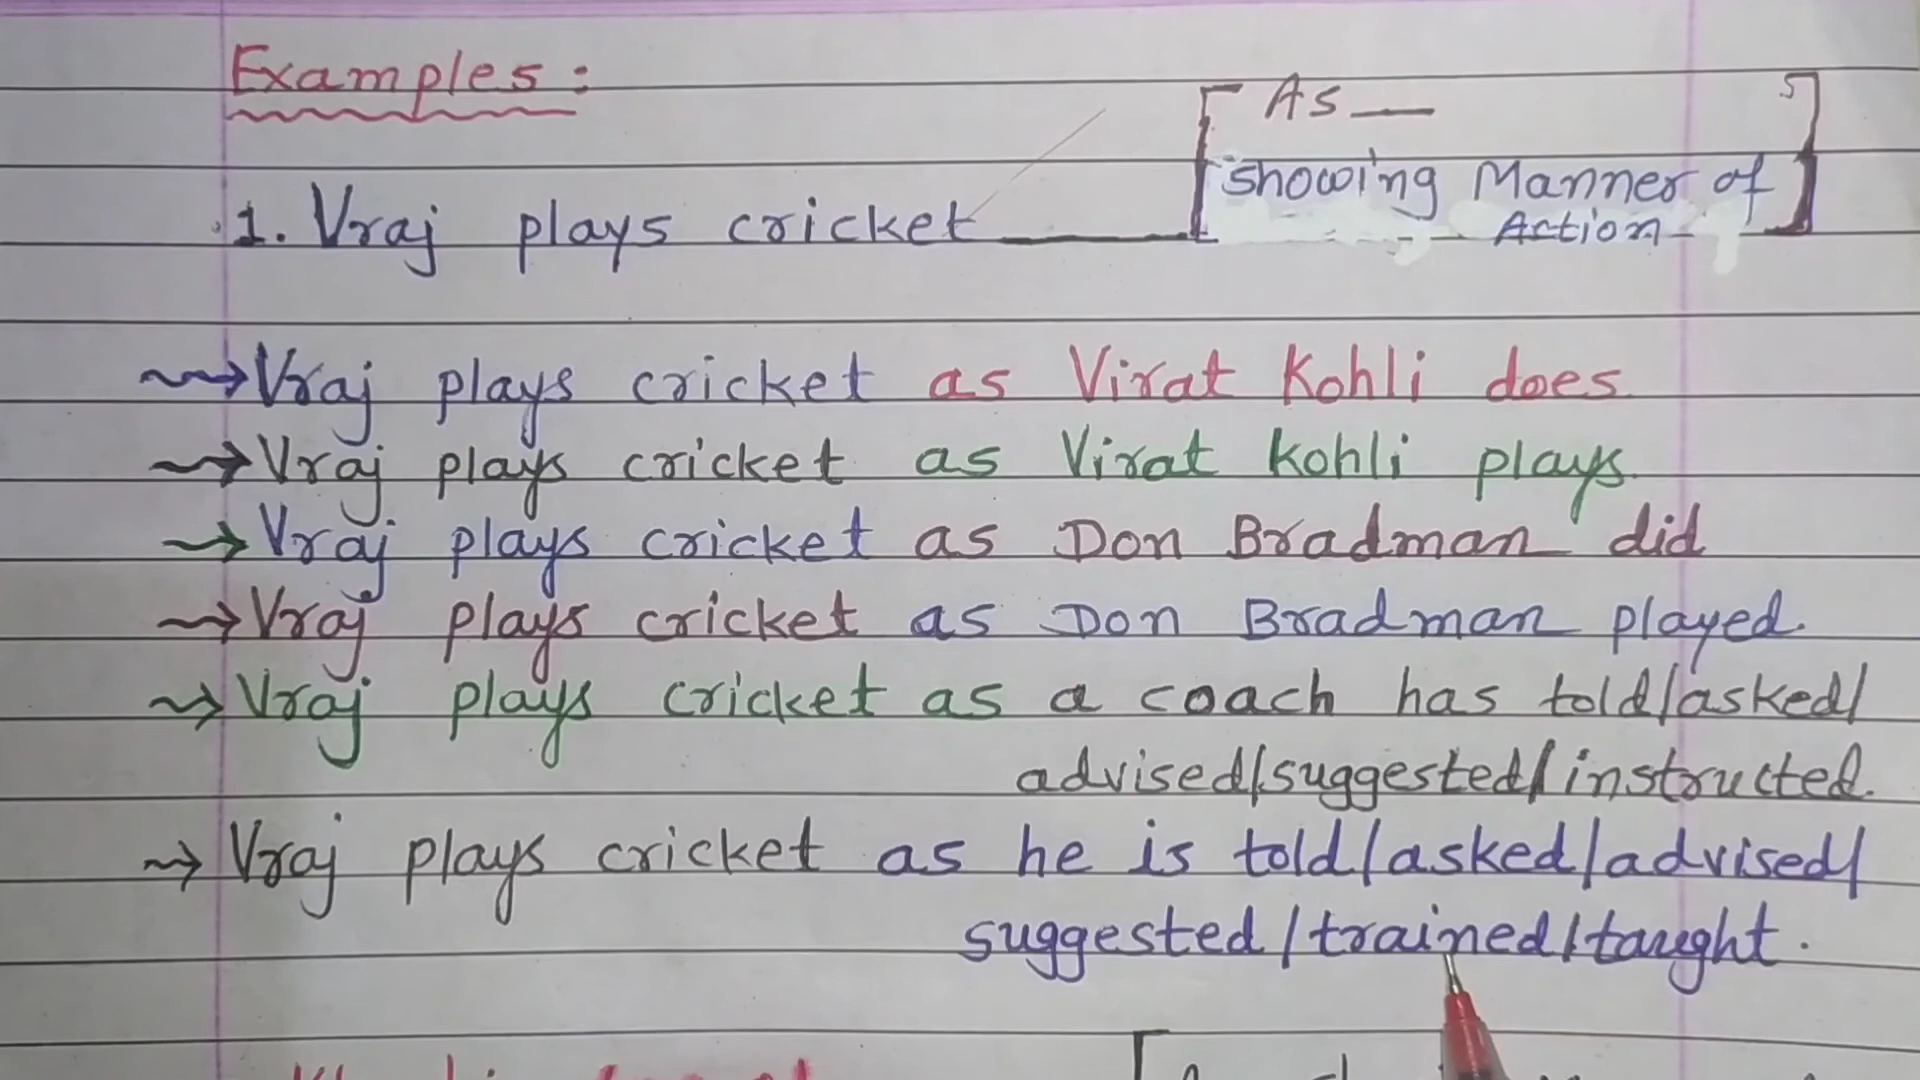 Examples:
As —
showing Manner of
Action
1. Vraj plays cricket
Vraj plays cricket as Virat Kohli does
Vraj plays cricket as Virat Kohli plays
Vraj plays cricket as Don Bradman did
Vraj plays cricket as Don Bradman played.
Vraj plays cricket as a coach has told/asked/
advised/suggested/instructed.
Vraj plays cricket as he is told/asked/advised/
suggested/trained/taught.